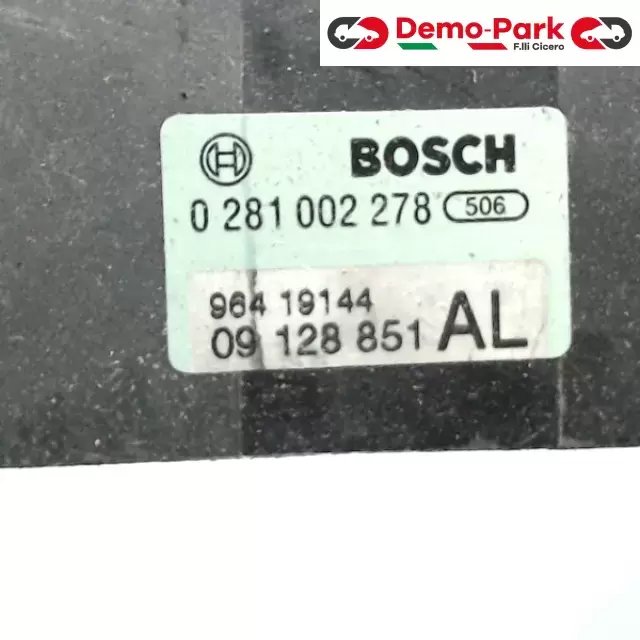 Demo-Park
F.lli Cicero
BOSCH
0 281 002 278 506
964 19144
09 128 851 AL